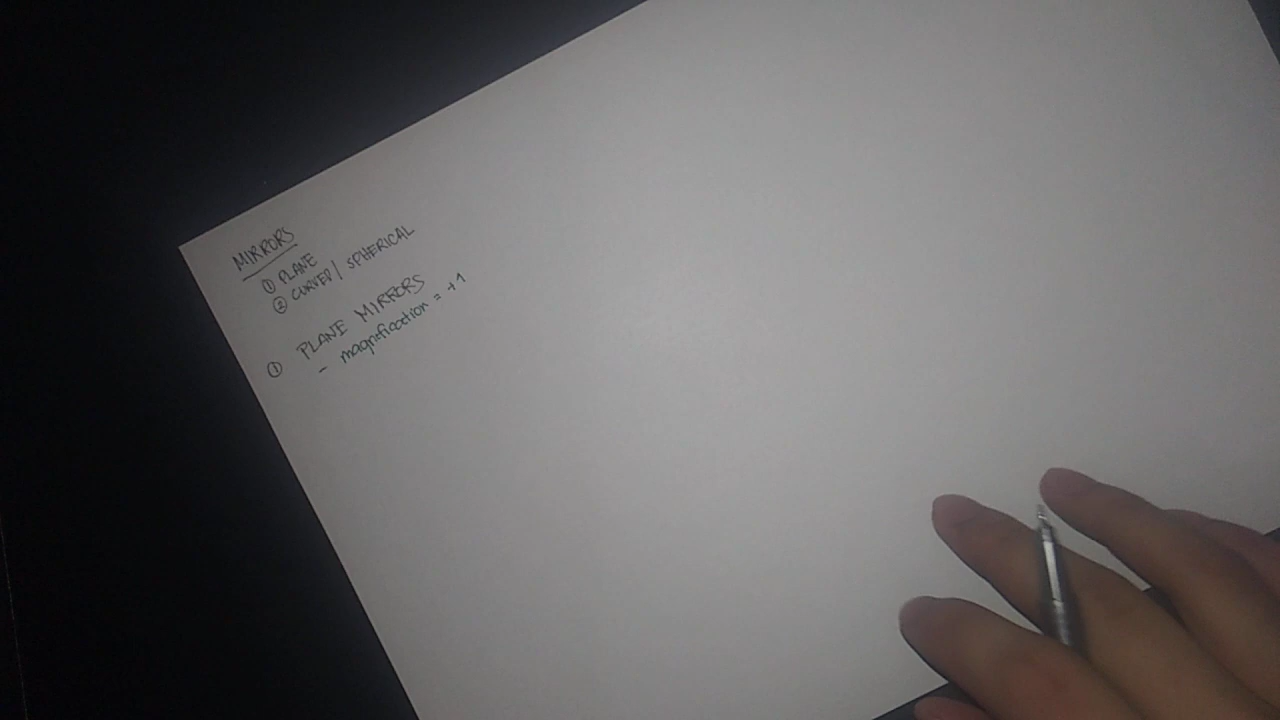 MIRRORS
① PLANE
② CURVED / SPHERICAL
① PLANE MIRRORS
- magnification = +1